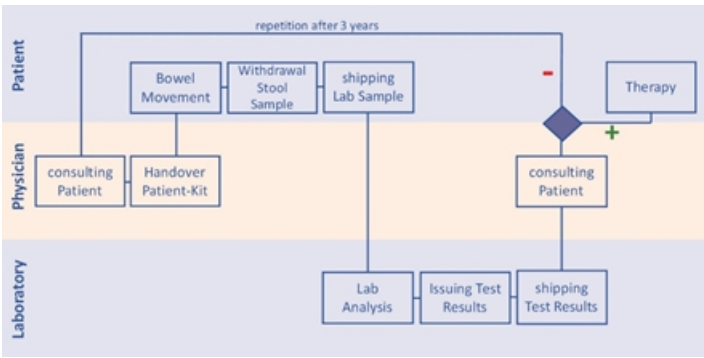 repetition after 3 years
Patient
Bowel
Movement
Withdrawal
Stool
Sample
shipping
Lab Sample
-
Therapy
+
Physician
consulting
Patient
Handover
Patient-Kit
consulting
Patient
Laboratory
Lab
Analysis
Issuing Test
Results
shipping
Test Results